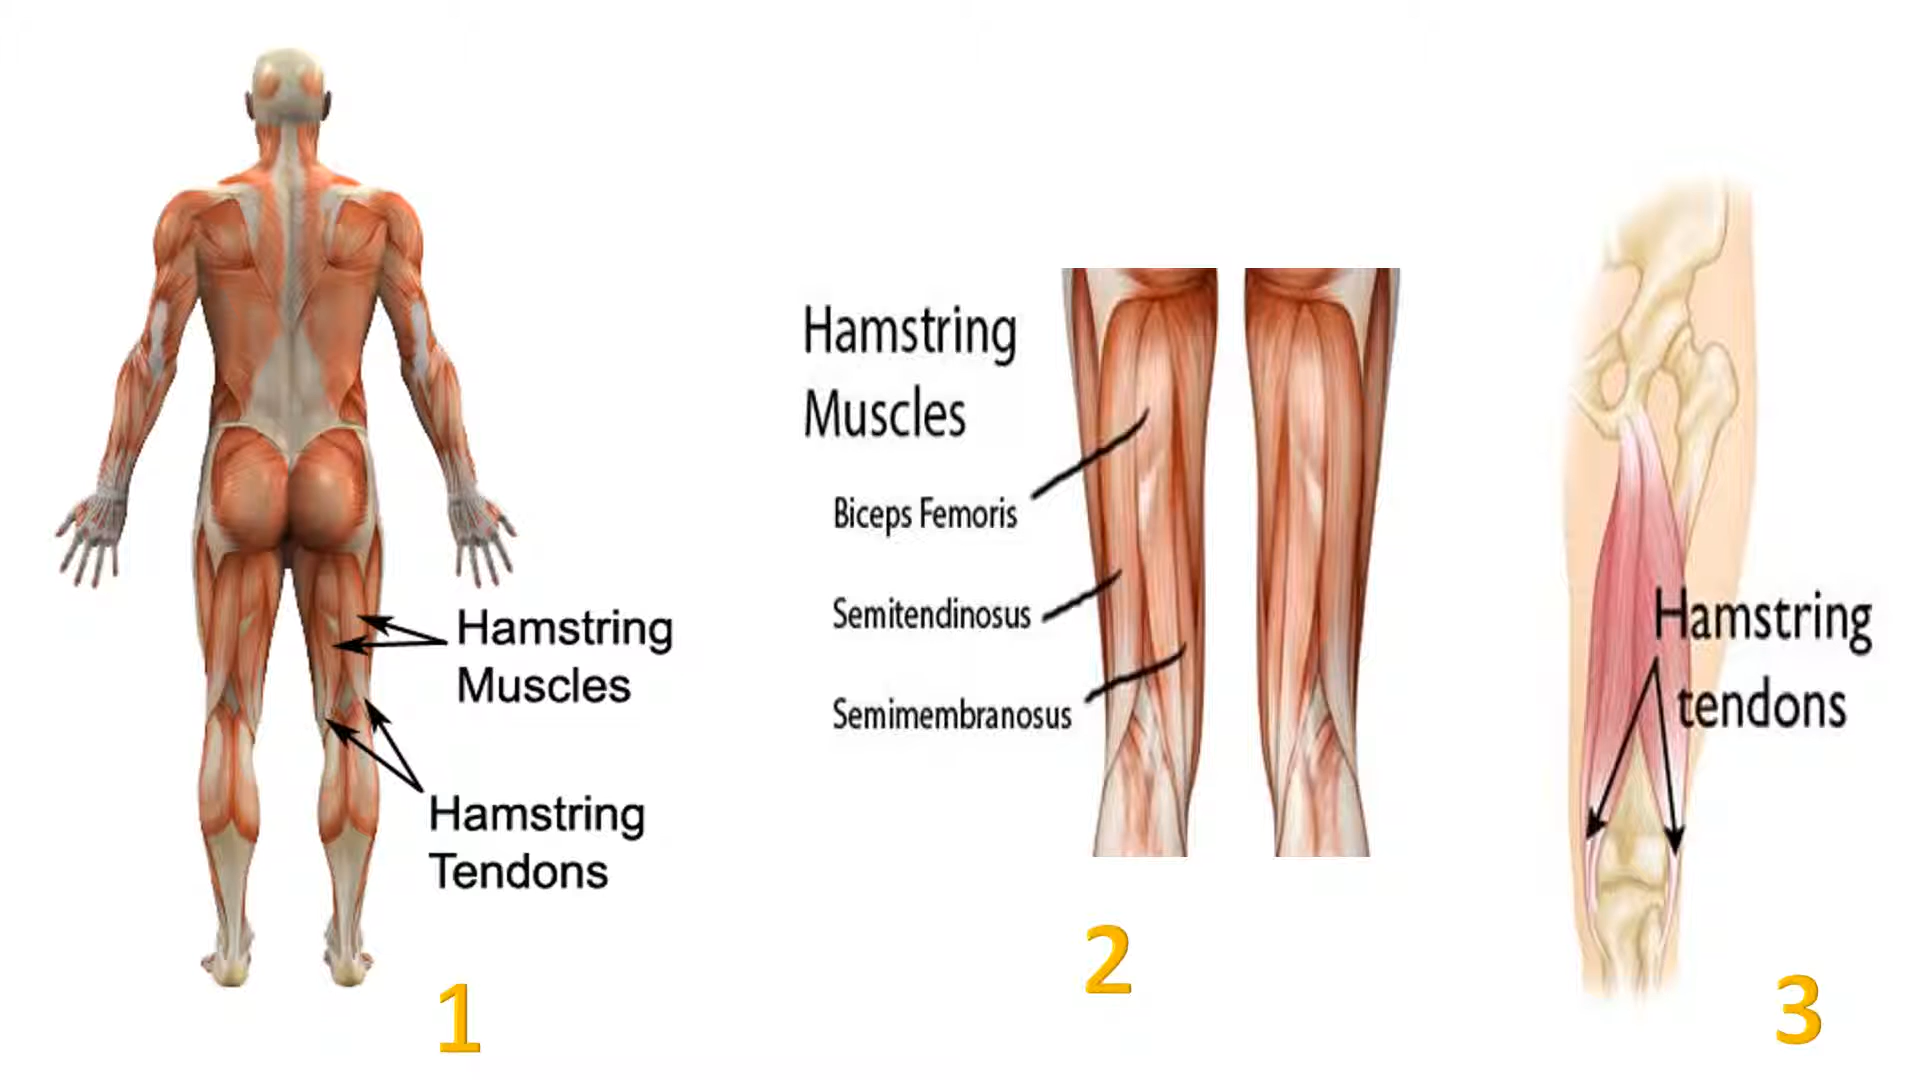 Hamstring
Muscles
Hamstring
Tendons
1
Hamstring
Muscles
Biceps Femoris
Semitendinosus
Semimembranosus
2
Hamstring
tendons
3